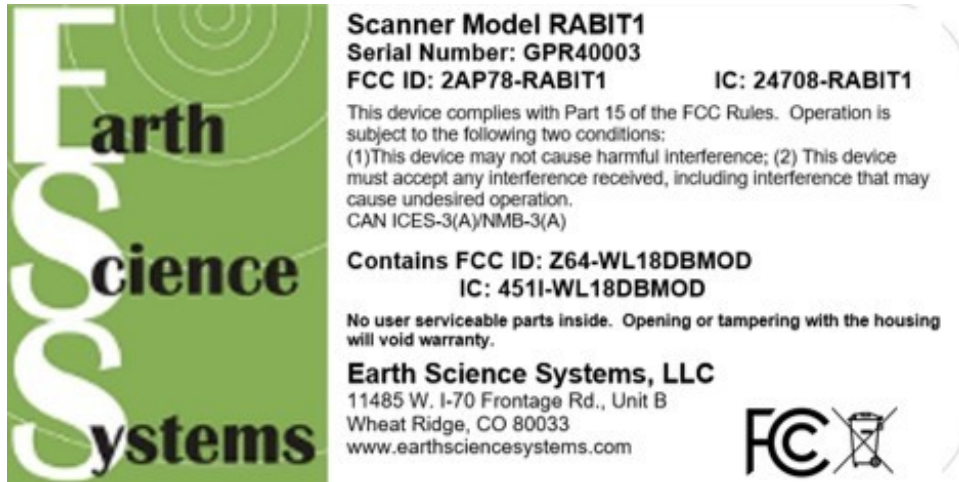 Earth
Science
Systems
Scanner Model RABIT1
Serial Number: GPR40003
FCC ID: 2AP78-RABIT1 IC: 24708-RABIT1
This device complies with Part 15 of the FCC Rules. Operation is
subject to the following two conditions:
(1)This device may not cause harmful interference; (2) This device
must accept any interference received, including interference that may
cause undesired operation.
CAN ICES-3(A)/NMB-3(A)
Contains FCC ID: Z64-WL18DBMOD
IC: 451I-WL18DBMOD
No user serviceable parts inside. Opening or tampering with the housing
will void warranty.
Earth Science Systems, LLC
11485 W. I-70 Frontage Rd., Unit B
Wheat Ridge, CO 80033
www.earthsciencesystems.com
FC